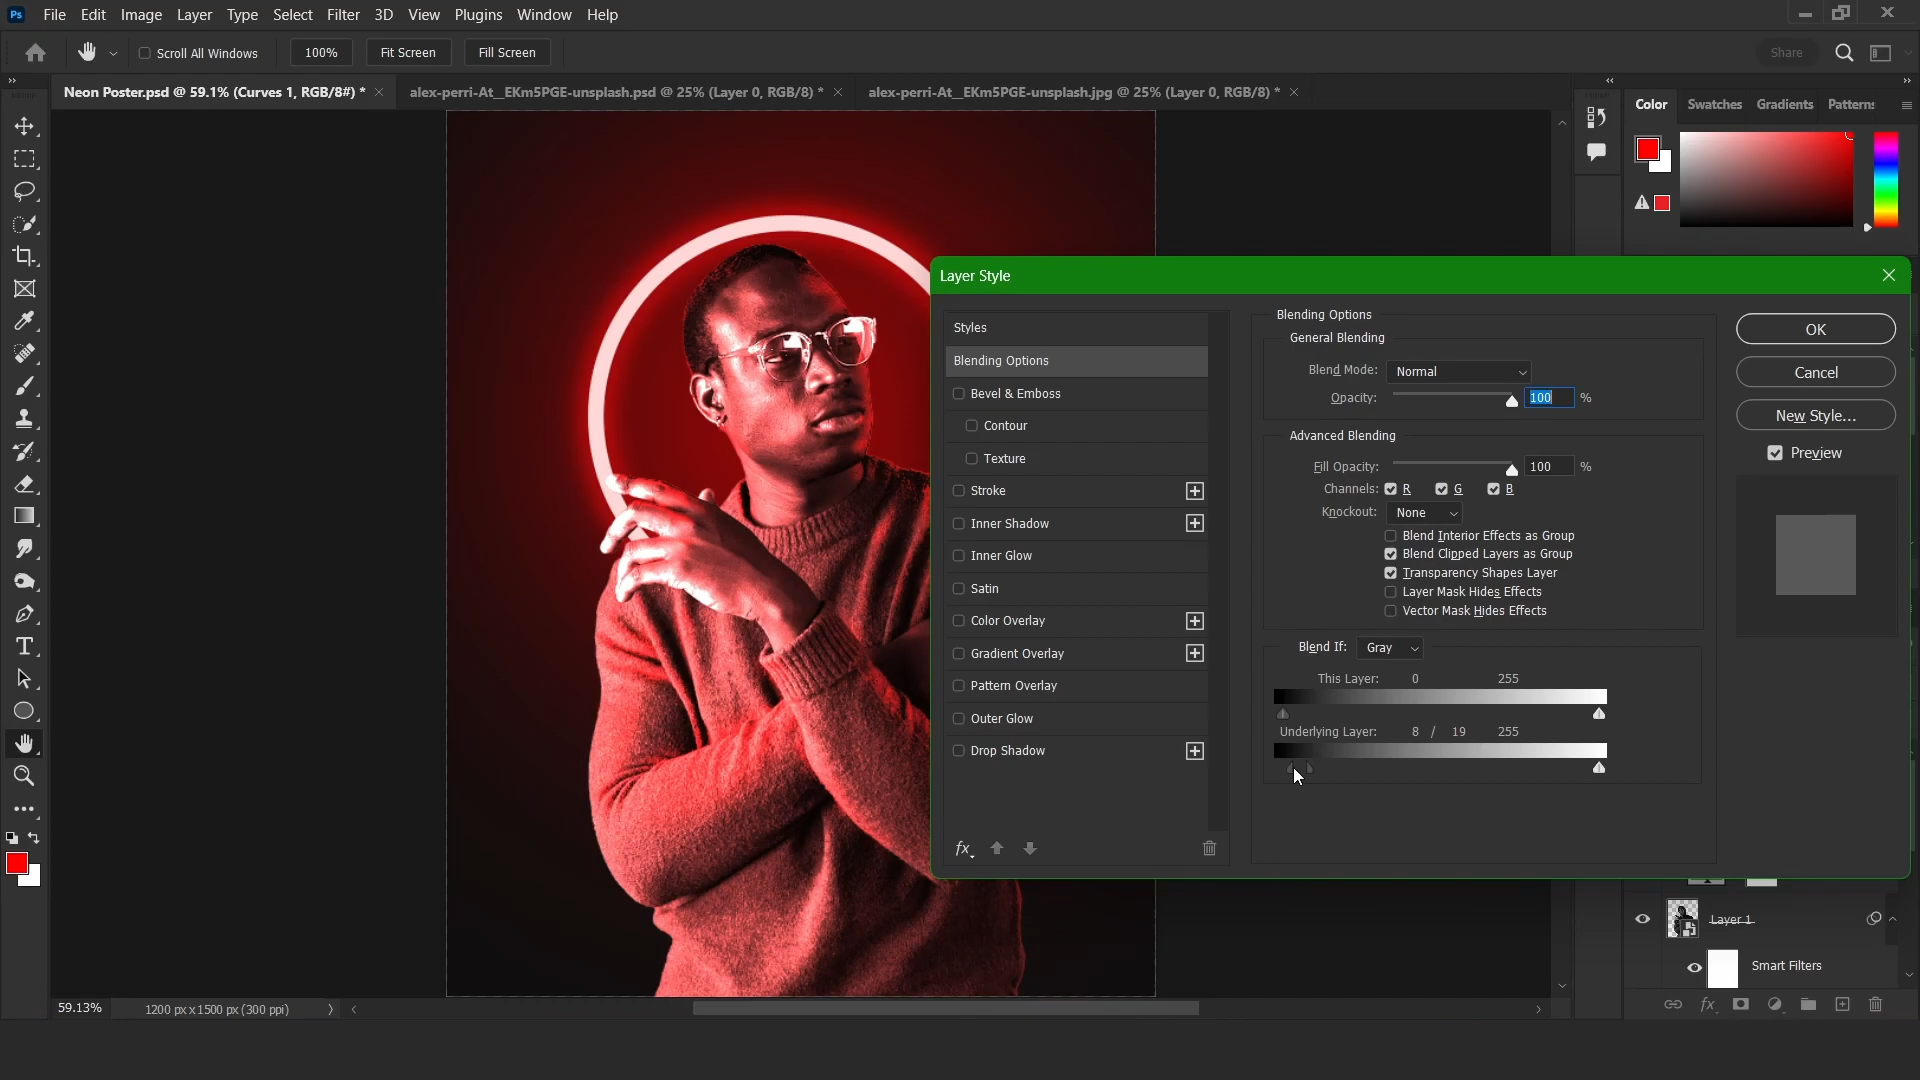 Ps File Edit Image Layer Type Select Filter 3D View Plugins Window Help
Scroll All Windows 100% Fit Screen Fill Screen Share
Neon Poster.psd @ 59.1% (Curves 1, RGB/8#) * alex-perri-At__EKm5PGE-unsplash.psd @ 25% (Layer 0, RGB/8) * alex-perri-At__EKm5PGE-unsplash.jpg @ 25% (Layer 0, RGB/8) *
Color Swatches Gradients Patterns
Layer Style
Styles
Blending Options
Bevel & Emboss
Contour
Texture
Stroke
Inner Shadow
Inner Glow
Satin
Color Overlay
Gradient Overlay
Pattern Overlay
Outer Glow
Drop Shadow
fx
Blending Options
General Blending
Blend Mode: Normal
Opacity: 100 %
Advanced Blending
Fill Opacity: 100 %
Channels: R G B
Knockout: None
Blend Interior Effects as Group
Blend Clipped Layers as Group
Transparency Shapes Layer
Layer Mask Hides Effects
Vector Mask Hides Effects
Blend If: Gray
This Layer: 0 255
Underlying Layer: 8 / 19 255
OK
Cancel
New Style...
Preview
Layer 1
Smart Filters
fx
59.13% 1200 px x 1500 px (300 ppi)